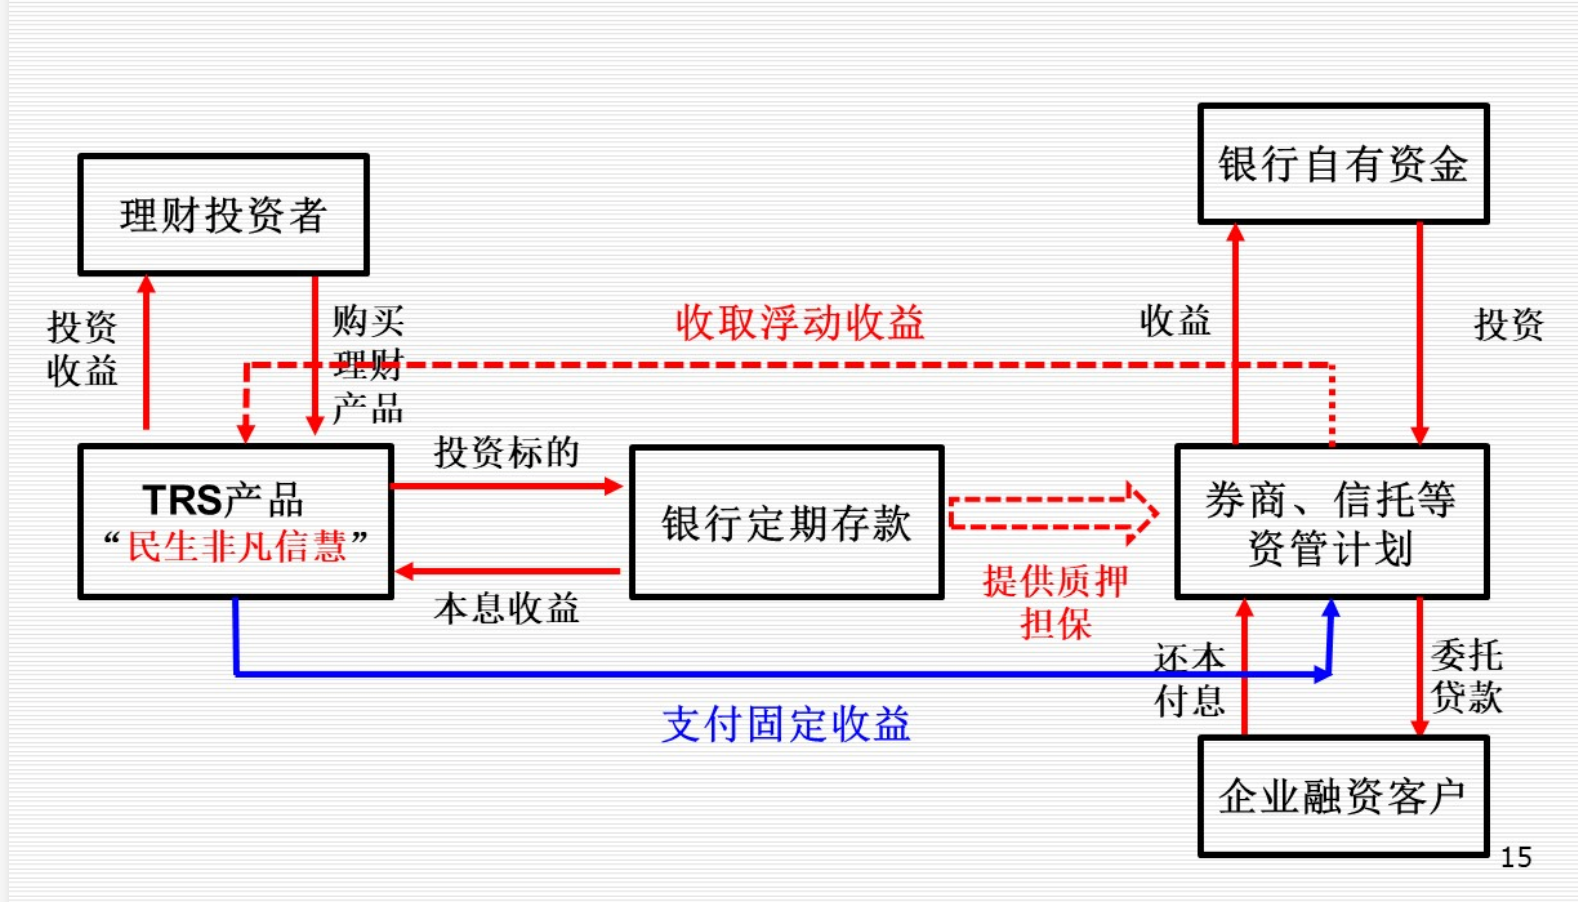 银行自有资金
理财投资者
投资
收益
购买
理财
产品
收取浮动收益
收益
投资
TRS产品
“民生非凡信慧”
投资标的
本息收益
银行定期存款
提供质押
担保
券商、信托等
资管计划
还本
付息
委托
贷款
支付固定收益
企业融资客户
15